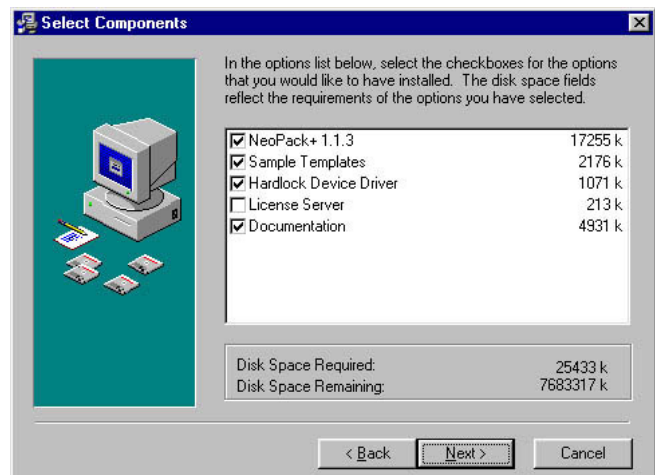 Select Components
In the options list below, select the checkboxes for the options
that you would like to have installed. The disk space fields
reflect the requirements of the options you have selected.
NeoPack+ 1.1.3 17255 k
Sample Templates 2176 k
Hardlock Device Driver 1071 k
License Server 213 k
Documentation 4931 k
Disk Space Required: 25433 k
Disk Space Remaining: 7683317 k
< Back Next > Cancel